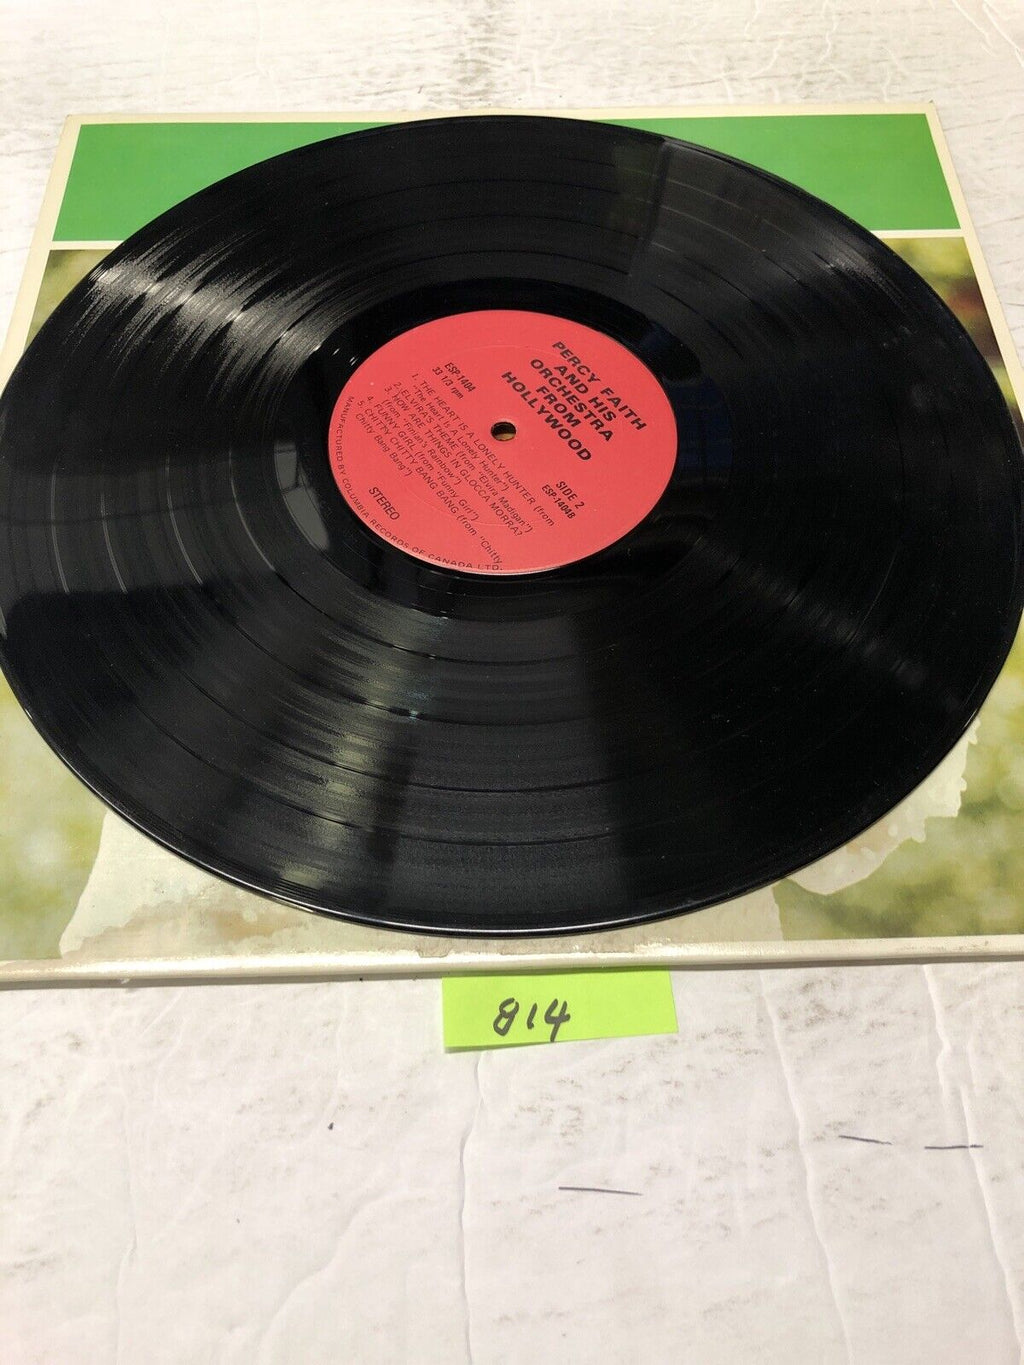 PERCY FAITH
AND HIS
ORCHESTRA
FROM
HOLLYWOOD
ESP-1404
33 1/3 rpm
SIDE 2
ESP-1404B
1. THE HEART IS A LONELY HUNTER (from
"The Heart Is A Lonely Hunter")
2. ELVIRA'S THEME (from "Elvira Madigan")
3. HOW ARE THINGS IN GLOCCA MORRA?
(from "Finian's Rainbow")
4. FUNNY GIRL (from "Funny Girl")
5. CHITTY CHITTY BANG BANG (from "Chitty
Chitty Bang Bang")
STEREO
MANUFACTURED BY COLUMBIA RECORDS OF CANADA LTD.
814